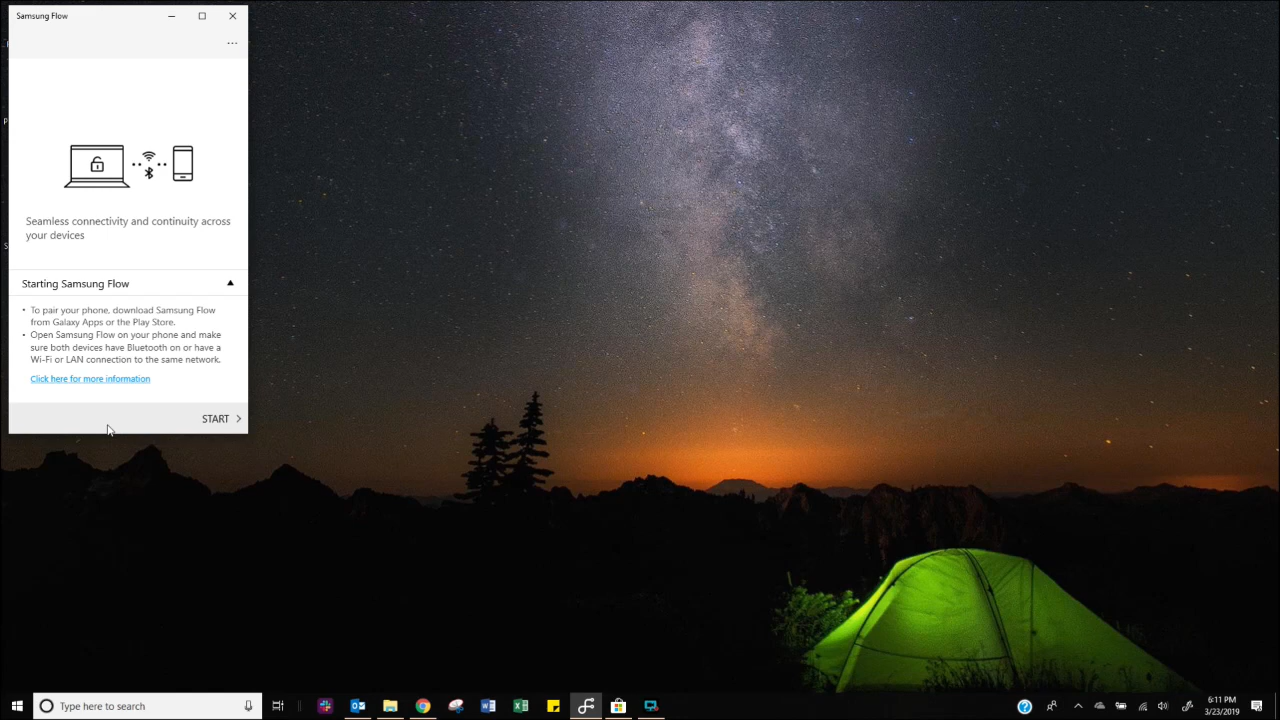 Samsung Flow
Seamless connectivity and continuity across
your devices
Starting Samsung Flow
• To pair your phone, download Samsung Flow
from Galaxy Apps or the Play Store.
• Open Samsung Flow on your phone and make
sure both devices have Bluetooth on or have a
Wi-Fi or LAN connection to the same network.
Click here for more information
START
Type here to search
6:11 PM
3/23/2019